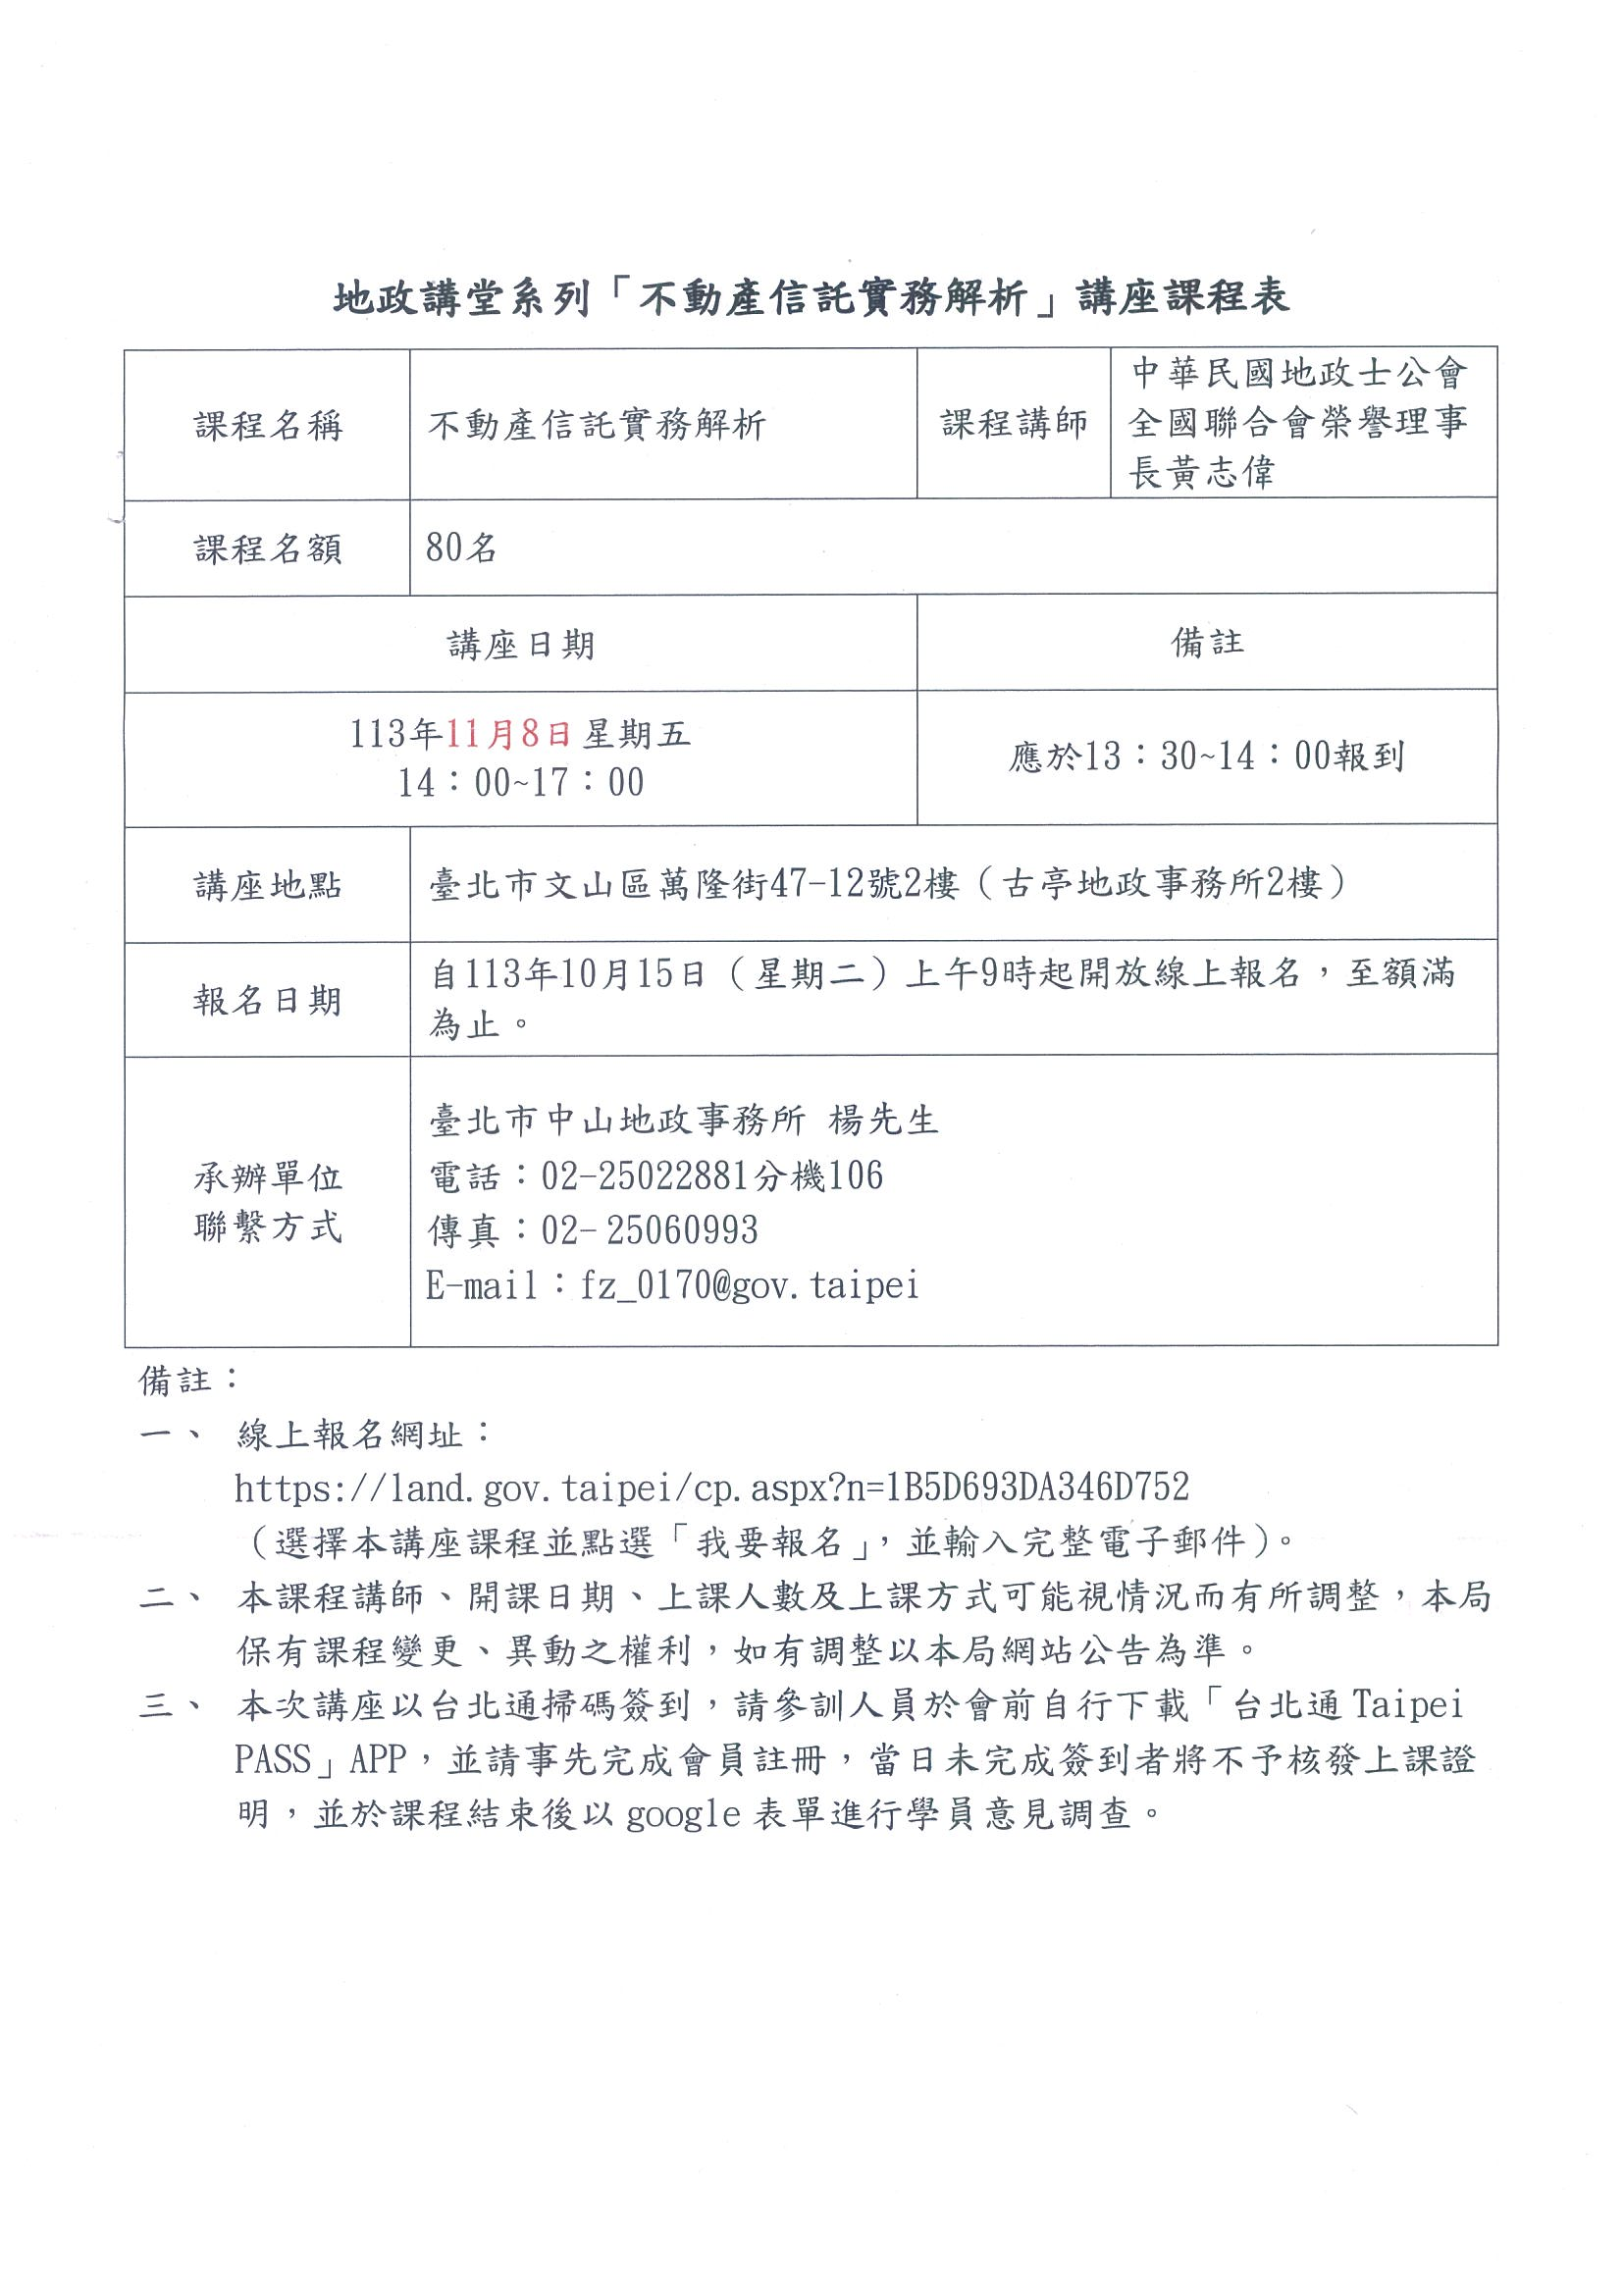 地政講堂系列「不動產信託實務解析」講座課程表
課程名稱
不動產信託實務解析
課程講師
中華民國地政士公會
全國聯合會榮譽理事
長黃志偉
課程名額
80名
講座日期
備註
113年11月8日星期五
14：00~17：00
應於13：30~14：00報到
講座地點
臺北市文山區萬隆街47-12號2樓（古亭地政事務所2樓）
報名日期
自113年10月15日（星期二）上午9時起開放線上報名，至額滿
為止。
承辦單位
聯繫方式
臺北市中山地政事務所 楊先生
電話：02-25022881分機106
傳真：02- 25060993
E-mail：fz_0170@gov.taipei
備註：
一、 線上報名網址：
https://land.gov.taipei/cp.aspx?n=1B5D693DA346D752
（選擇本講座課程並點選「我要報名」，並輸入完整電子郵件）。
二、 本課程講師、開課日期、上課人數及上課方式可能視情況而有所調整，本局
保有課程變更、異動之權利，如有調整以本局網站公告為準。
三、 本次講座以台北通掃碼簽到，請參訓人員於會前自行下載「台北通 Taipei
PASS」APP，並請事先完成會員註冊，當日未完成簽到者將不予核發上課證
明，並於課程結束後以 google 表單進行學員意見調查。